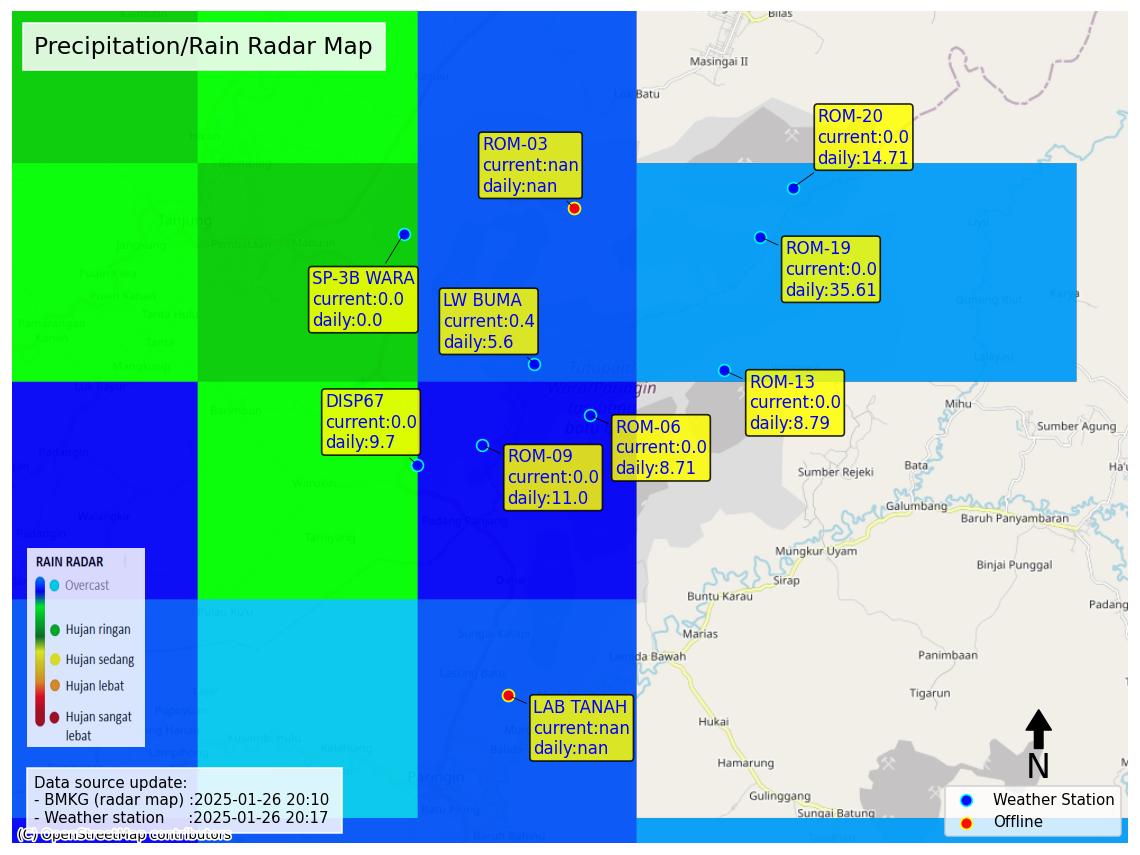 Precipitation/Rain Radar Map
Bilas
Masingai II
Batu
ROM-20
current:0.0
daily:14.71
ROM-03
current:nan
daily:nan
Tanjung
ROM-19
current:0.0
daily:35.61
SP-3B WARA
current:0.0
daily:0.0
LW BUMA
current:0.4
daily:5.6
Karya
ROM-13
current:0.0
daily:8.79
Mihu
Sumber Agung
DISP67
current:0.0
daily:9.7
ROM-06
current:0.0
daily:8.71
ROM-09
current:0.0
daily:11.0
Bata
Sumber Rejeki
Galumbang
Baruh Panyambaran
Mungkur Uyam
Binjai Punggal
Sirap
Buntu Karau
Padang
Marias
Lamida Bawah
Panimbaan
Tigarun
Hukai
Hamarung
Gulinggang
Sungai Batung
Paringin
LAB TANAH
current:nan
daily:nan
RAIN RADAR
Overcast
Hujan ringan
Hujan sedang
Hujan lebat
Hujan sangat
lebat
Data source update:
- BMKG (radar map) :2025-01-26 20:10
- Weather station :2025-01-26 20:17
(C) OpenStreetMap contributors
N
Weather Station
Offline